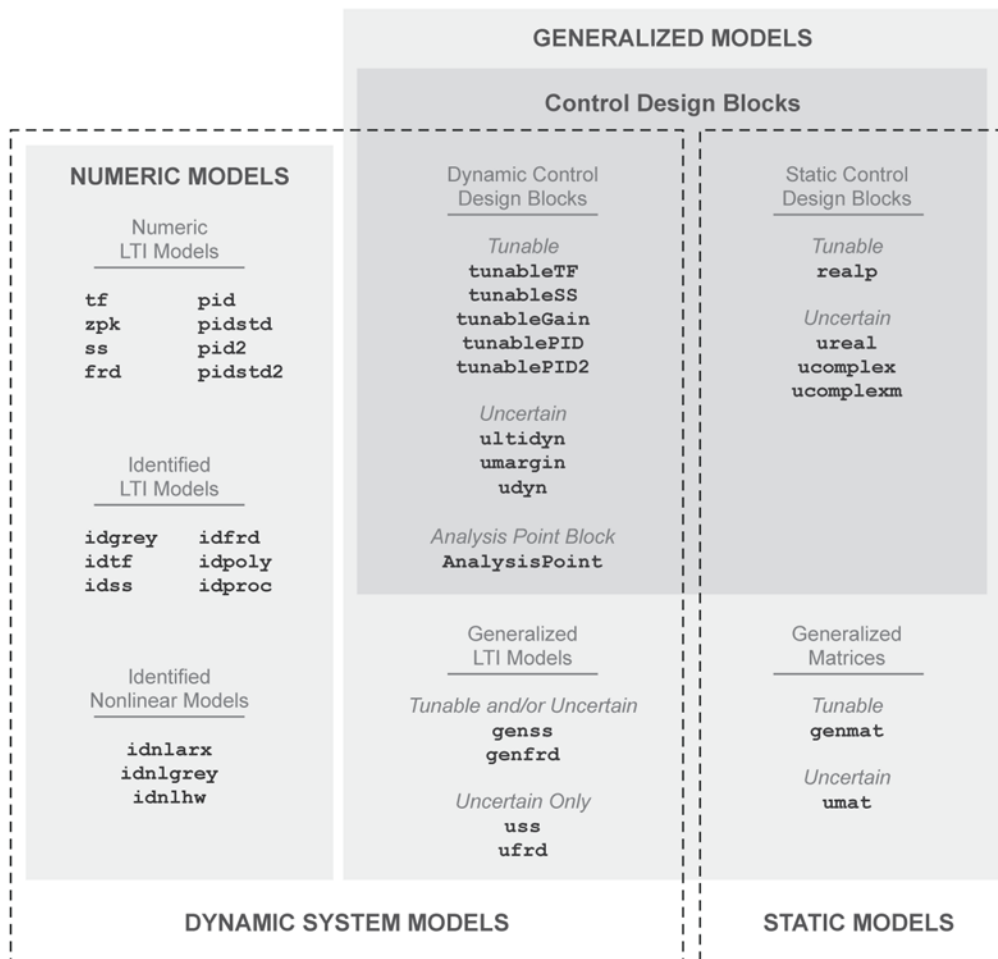 GENERALIZED MODELS
Control Design Blocks
NUMERIC MODELS
Numeric
LTI Models
tf pid
zpk pidstd
ss pid2
frd pidstd2
Identified
LTI Models
idgrey idfrd
idtf idpoly
idss idproc
Identified
Nonlinear Models
idnlarx
idnlgrey
idnlhw
Dynamic Control
Design Blocks
Tunable
tunableTF
tunableSS
tunableGain
tunablePID
tunablePID2
Uncertain
ultidyn
umargin
udyn
Analysis Point Block
AnalysisPoint
Generalized
LTI Models
Tunable and/or Uncertain
genss
genfrd
Uncertain Only
uss
ufrd
Static Control
Design Blocks
Tunable
realp
Uncertain
ureal
ucomplex
ucomplexm
Generalized
Matrices
Tunable
genmat
Uncertain
umat
DYNAMIC SYSTEM MODELS
STATIC MODELS